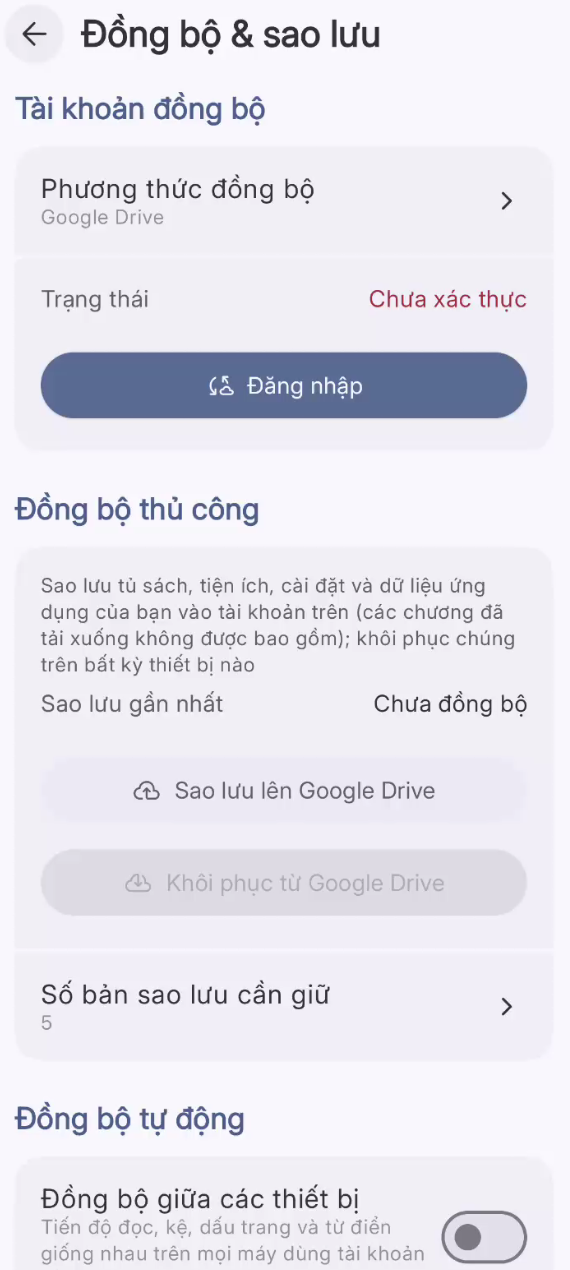 Đồng bộ & sao lưu
Tài khoản đồng bộ
Phương thức đồng bộ
Google Drive
Trạng thái
Chưa xác thực
Đăng nhập
Đồng bộ thủ công
Sao lưu tủ sách, tiện ích, cài đặt và dữ liệu ứng
dụng của bạn vào tài khoản trên (các chương đã
tải xuống không được bao gồm); khôi phục chúng
trên bất kỳ thiết bị nào
Sao lưu gần nhất
Chưa đồng bộ
Sao lưu lên Google Drive
Khôi phục từ Google Drive
Số bản sao lưu cần giữ
5
Đồng bộ tự động
Đồng bộ giữa các thiết bị
Tiến độ đọc, kệ, dấu trang và từ điển
giống nhau trên mọi máy dùng tài khoản